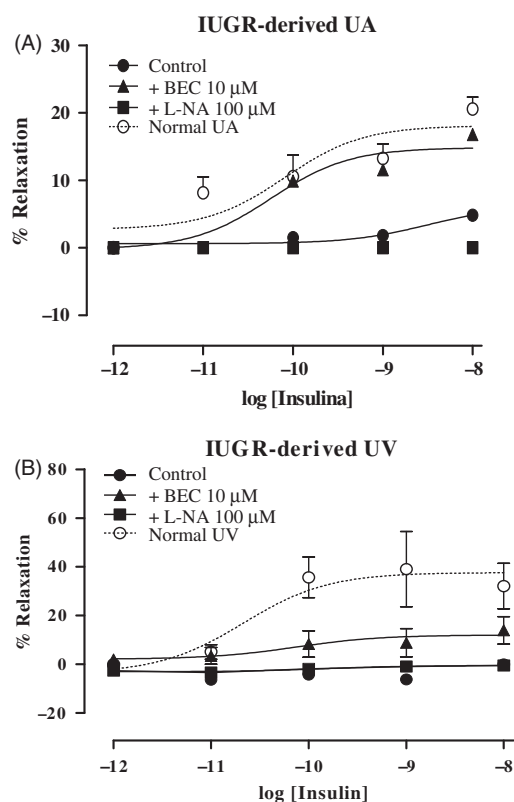 IUGR-derived UA
(A)
30
20
10
0
−10
% Relaxation
Control
+ BEC 10 µM
+ L-NA 100 µM
Normal UA
−12 −11 −10 −9 −8
log [Insulina]
IUGR-derived UV
(B)
80
60
40
20
0
−20
% Relaxation
Control
+ BEC 10 µM
+ L-NA 100 µM
Normal UV
−12 −11 −10 −9 −8
log [Insulin]